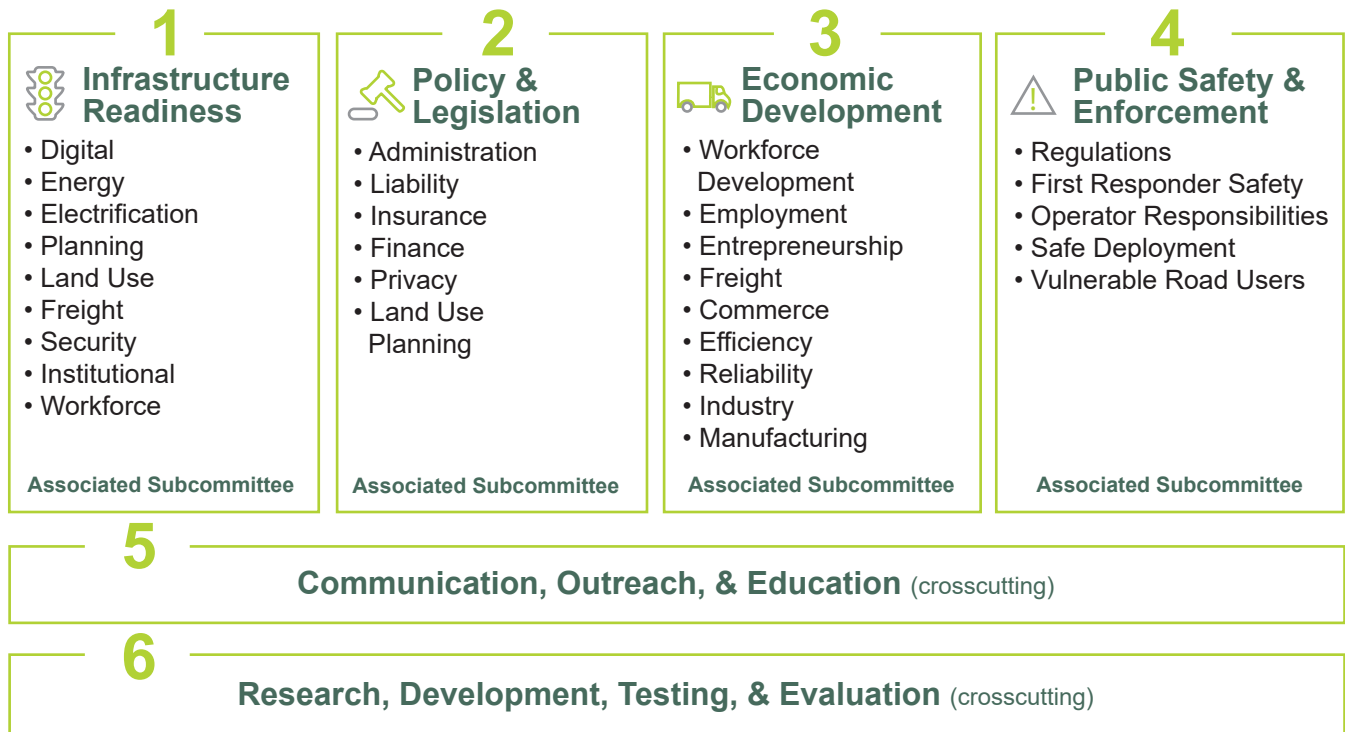 1
Infrastructure
Readiness
• Digital
• Energy
• Electrification
• Planning
• Land Use
• Freight
• Security
• Institutional
• Workforce
Associated Subcommittee
2
Policy &
Legislation
• Administration
• Liability
• Insurance
• Finance
• Privacy
• Land Use
Planning
Associated Subcommittee
3
Economic
Development
• Workforce
Development
• Employment
• Entrepreneurship
• Freight
• Commerce
• Efficiency
• Reliability
• Industry
• Manufacturing
Associated Subcommittee
4
Public Safety &
Enforcement
• Regulations
• First Responder Safety
• Operator Responsibilities
• Safe Deployment
• Vulnerable Road Users
Associated Subcommittee
5
Communication, Outreach, & Education (crosscutting)
6
Research, Development, Testing, & Evaluation (crosscutting)